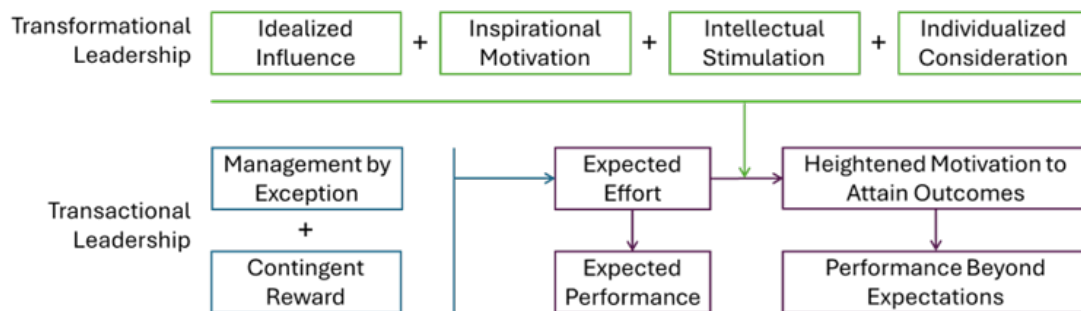 Transformational
Leadership
Idealized
Influence
+
Inspirational
Motivation
+
Intellectual
Stimulation
+
Individualized
Consideration
Transactional
Leadership
Management by
Exception
+
Contingent
Reward
Expected
Effort
Heightened Motivation to
Attain Outcomes
Expected
Performance
Performance Beyond
Expectations